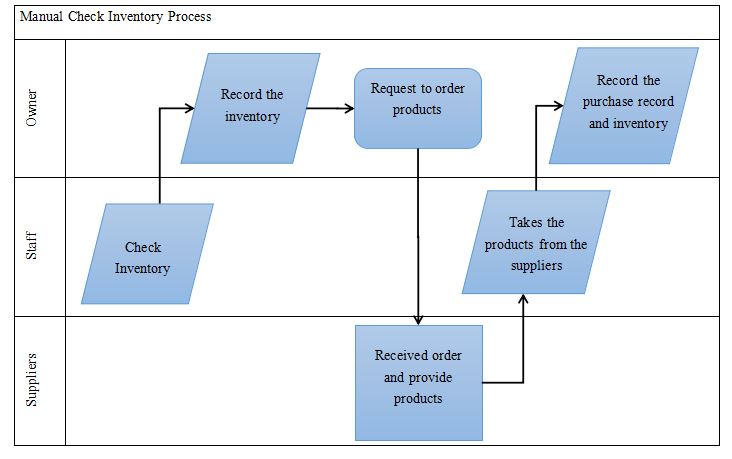 Manual Check Inventory Process
Owner
Record the
inventory
Request to order
products
Record the
purchase record
and inventory
Staff
Check
Inventory
Takes the
products from the
suppliers
Suppliers
Received order
and provide
products